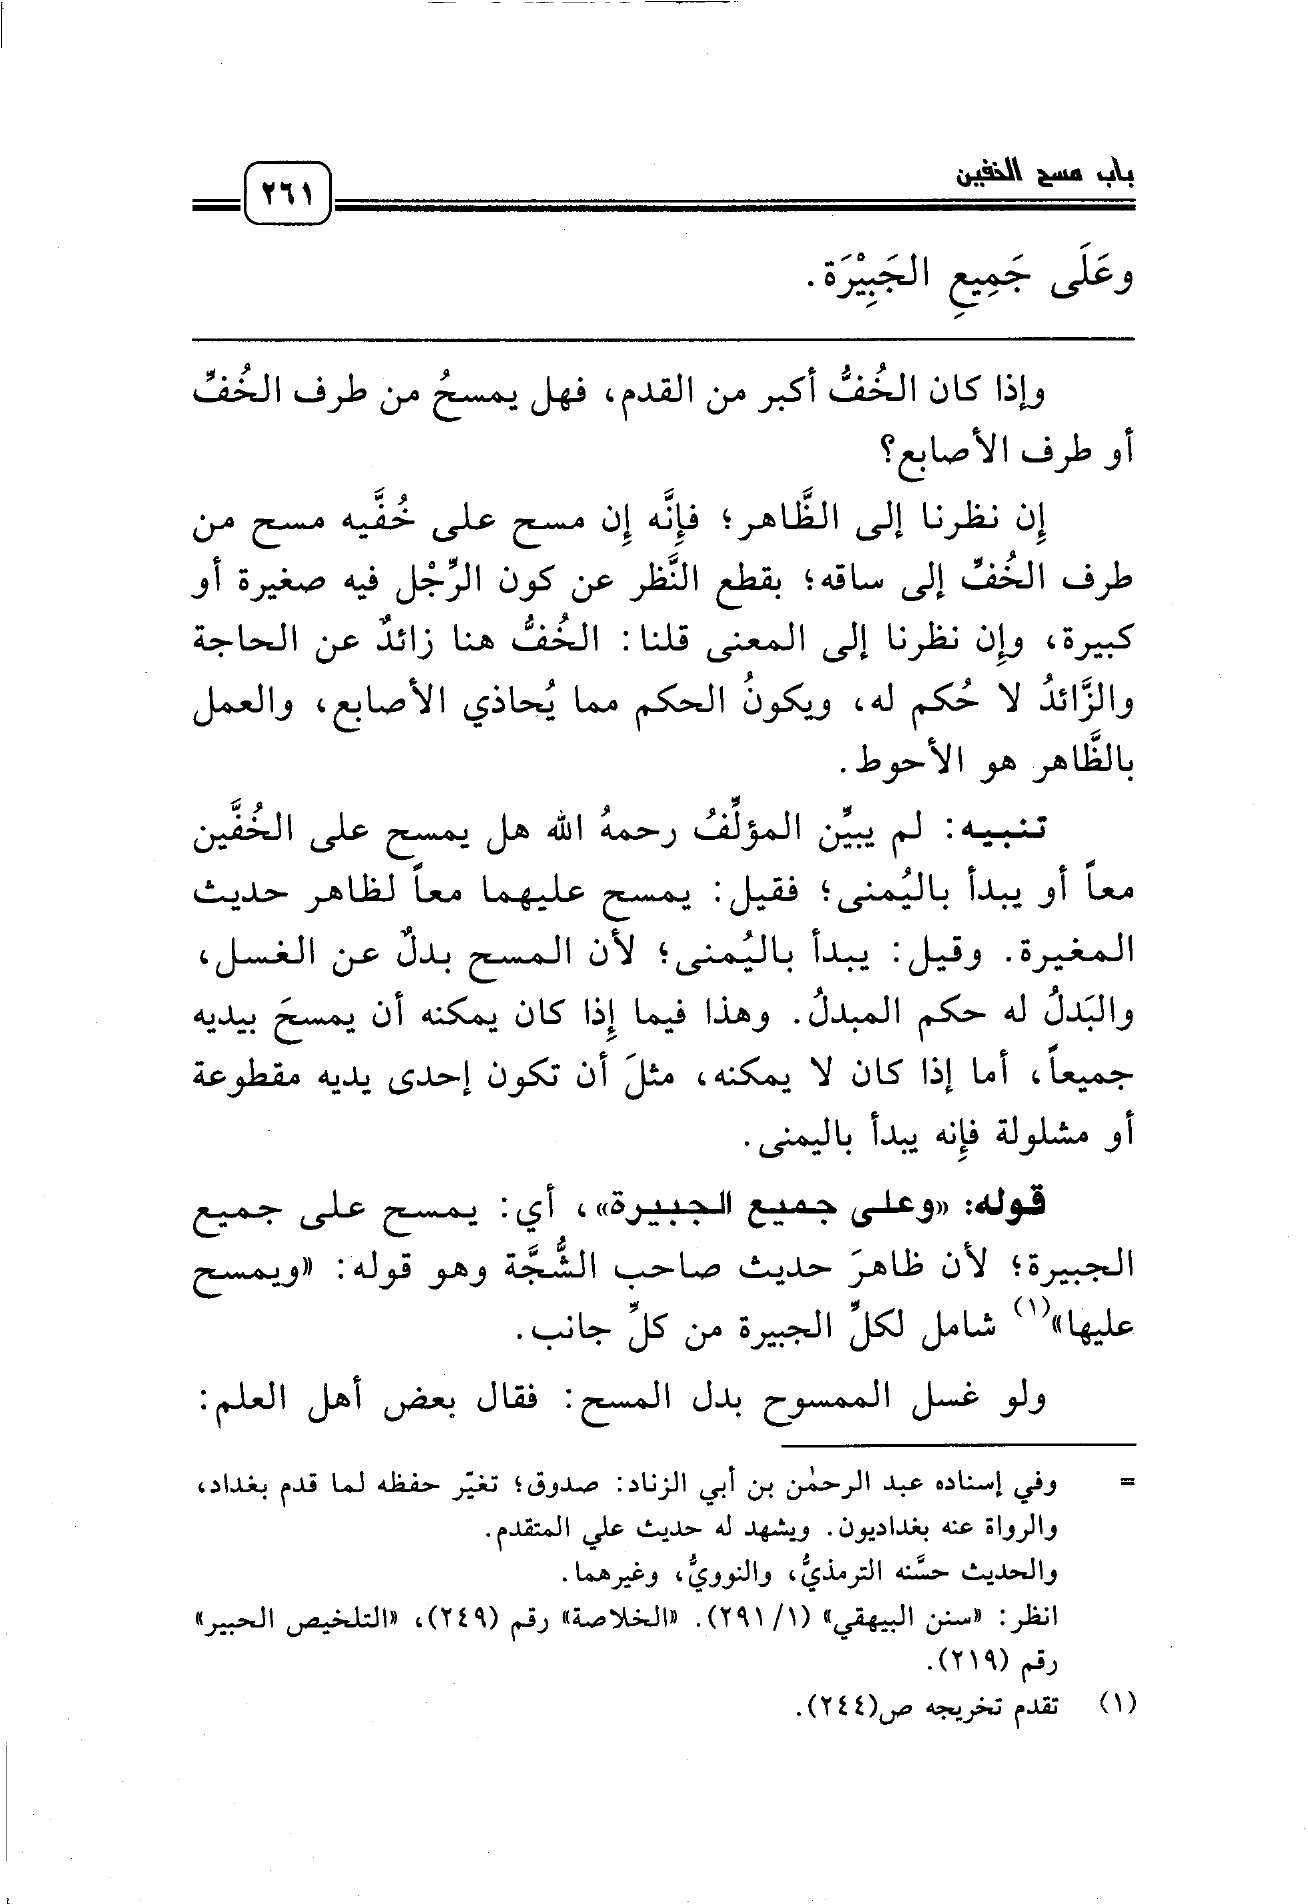 باب مسح الخفين
٢٦١
وعَلَى جَمِيعِ الجَبِيْرَة.
وإذا كان الخُفُّ أكبر من القدم، فهل يمسحُ من طرف الخُفِّ
أو طرف الأصابع؟
إن نظرنا إلى الظَّاهر؛ فإنَّه إن مسح على خُفَّيه مسح من
طرف الخُفِّ إلى ساقه؛ بقطع النَّظر عن كون الرِّجْل فيه صغيرة أو
كبيرة، وإن نظرنا إلى المعنى قلنا: الخُفُّ هنا زائدٌ عن الحاجة
والزَّائدُ لا حُكم له، ويكونُ الحكم مما يُحاذي الأصابع، والعمل
بالظَّاهر هو الأحوط.
تنبيه: لم يبيِّن المؤلِّفُ رحمهُ الله هل يمسح على الخُفَّين
معاً أو يبدأ باليُمنى؛ فقيل: يمسح عليهما معاً لظاهر حديث
المغيرة. وقيل: يبدأ باليُمنى؛ لأن المسح بدلٌ عن الغسل،
والبَدلُ له حكم المبدلُ. وهذا فيما إذا كان يمكنه أن يمسحَ بيديه
جميعاً، أما إذا كان لا يمكنه، مثلَ أن تكون إحدى يديه مقطوعة
أو مشلولة فإنه يبدأ باليمنى.
قوله: «وعلى جميع الجبيرة»، أي: يمسح على جميع
الجبيرة؛ لأن ظاهرَ حديث صاحب الشُّجَّة وهو قوله: «ويمسح
عليها»(١) شامل لكلِّ الجبيرة من كلِّ جانب.
ولو غسل الممسوح بدل المسح: فقال بعض أهل العلم:
= وفي إسناده عبد الرحمٰن بن أبي الزناد: صدوق؛ تغيّر حفظه لما قدم بغداد،
والرواة عنه بغداديون. ويشهد له حديث علي المتقدم.
والحديث حسَّنه الترمذيُّ، والنوويُّ، وغيرهما.
انظر: «سنن البيهقي» (٢٩١/١). «الخلاصة» رقم (٢٤٩)، «التلخيص الحبير»
رقم (٢١٩).
(١) تقدم تخريجه ص(٢٤٤).